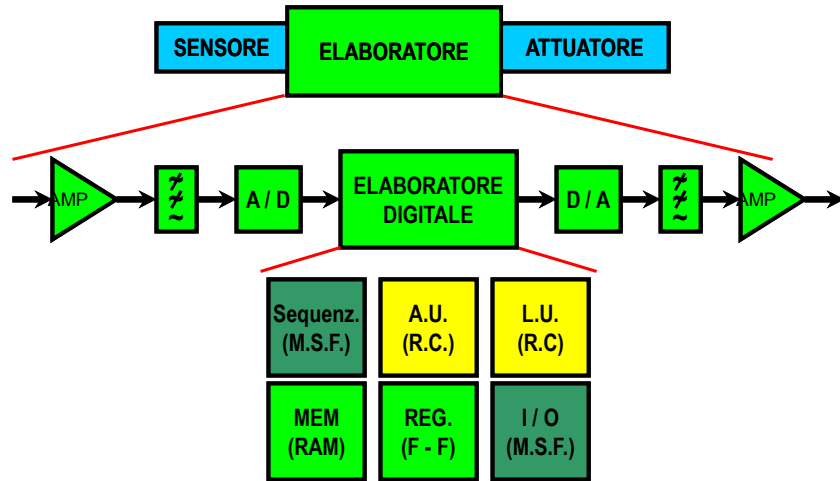 SENSORE
ELABORATORE
ATTUATORE
AMP
A / D
ELABORATORE
DIGITALE
D / A
AMP
Sequenz.
(M.S.F.)
A.U.
(R.C.)
L.U.
(R.C)
MEM
(RAM)
REG.
(F - F)
I / O
(M.S.F.)